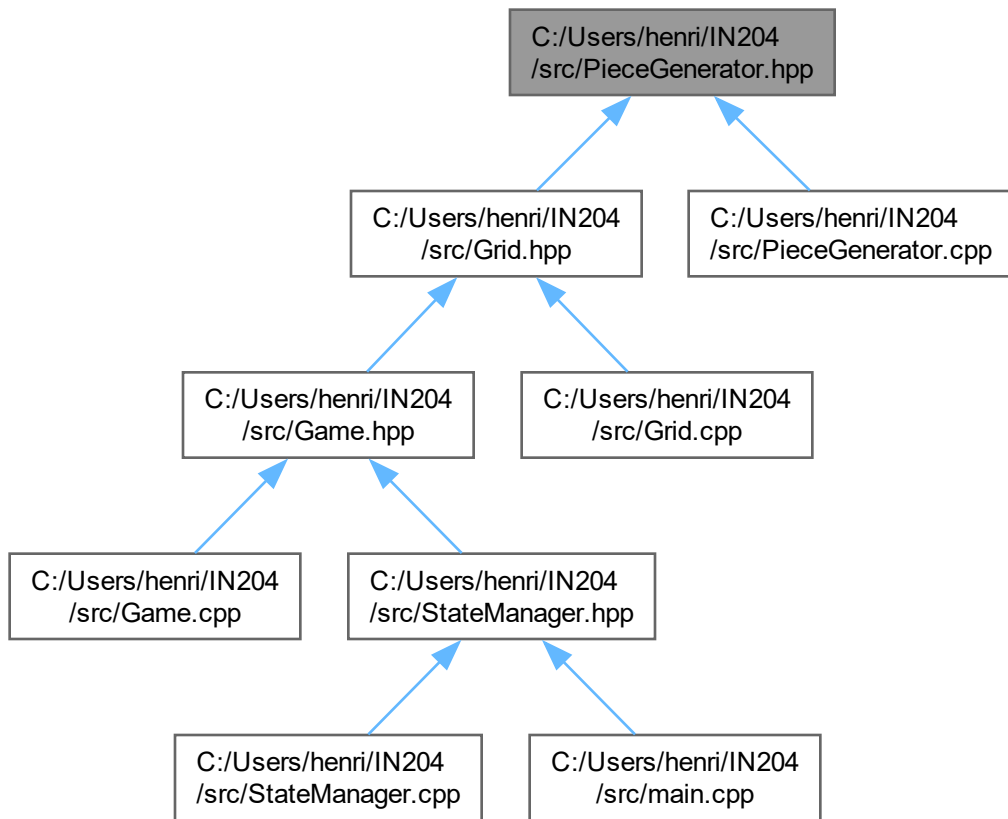 C:/Users/henri/IN204
/src/PieceGenerator.hpp
C:/Users/henri/IN204
/src/Grid.hpp
C:/Users/henri/IN204
/src/PieceGenerator.cpp
C:/Users/henri/IN204
/src/Game.hpp
C:/Users/henri/IN204
/src/Grid.cpp
C:/Users/henri/IN204
/src/Game.cpp
C:/Users/henri/IN204
/src/StateManager.hpp
C:/Users/henri/IN204
/src/StateManager.cpp
C:/Users/henri/IN204
/src/main.cpp